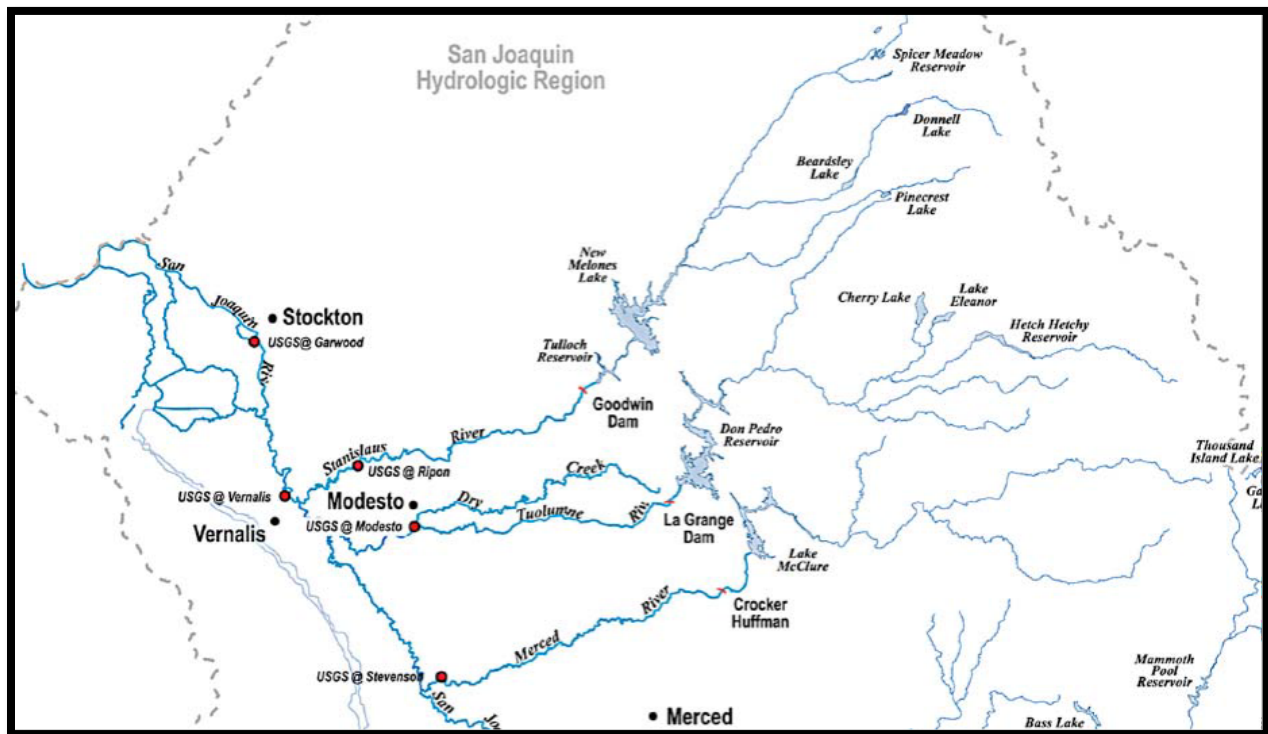 San Joaquin
Hydrologic Region
Spicer Meadow
Reservoir
Donnell
Lake
Beardsley
Lake
Pinecrest
Lake
New
Melones
Lake
San
Joaquin
Riv
Stockton
USGS@ Garwood
Cherry Lake
Lake
Eleanor
Hetch Hetchy
Reservoir
Tulloch
Reservoir
Goodwin
Dam
Don Pedro
Reservoir
Stanislaus
River
USGS @ Ripon
Thousand
Island Lake
Ga
L
USGS @ Vernalis
Modesto
Dry
Creek
Vernalis
USGS @ Modesto
Tuolumne
Riv
La Grange
Dam
Lake
McClure
Crocker
Huffman
Merced
River
USGS @ Stevenson
San
Jo
Merced
Mammoth
Pool
Reservoir
Bass Lake